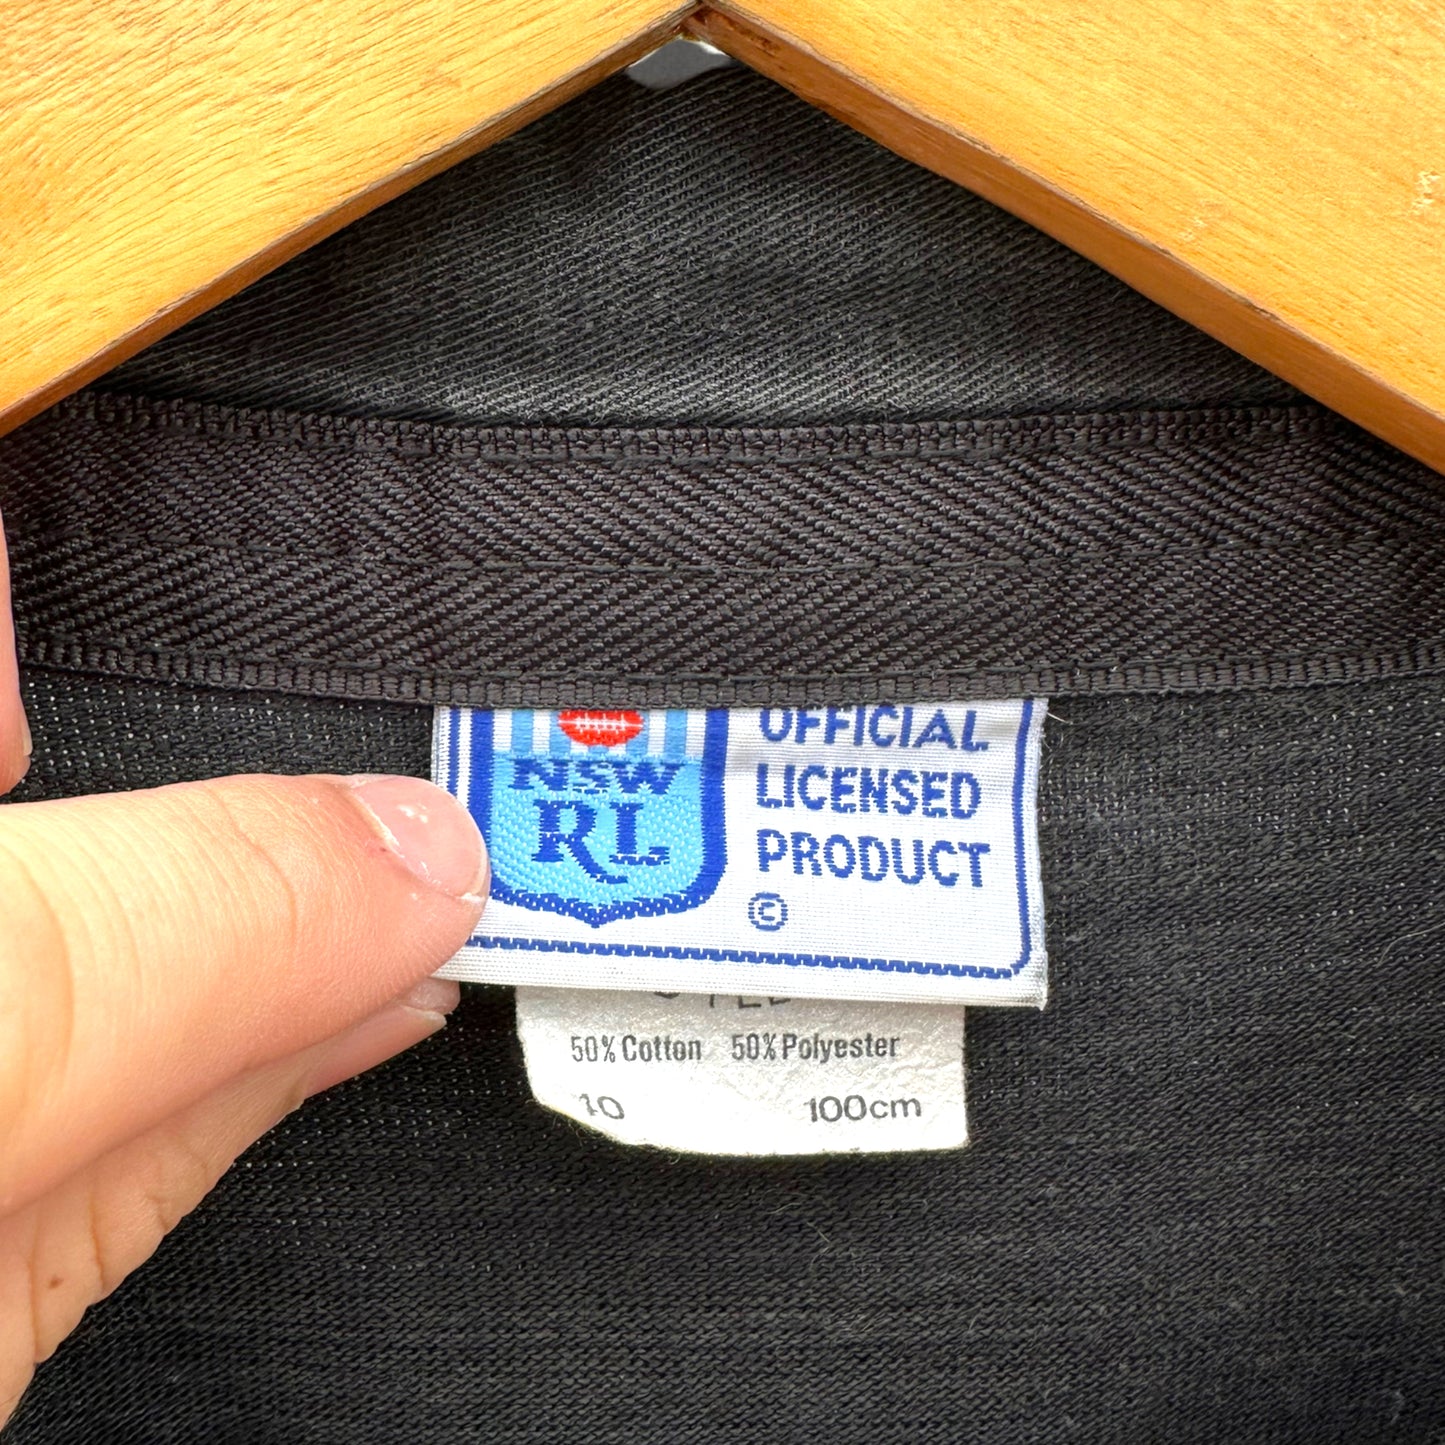 NSW
RL
OFFICIAL
LICENSED
PRODUCT
©
50% Cotton 50% Polyester
10 100cm